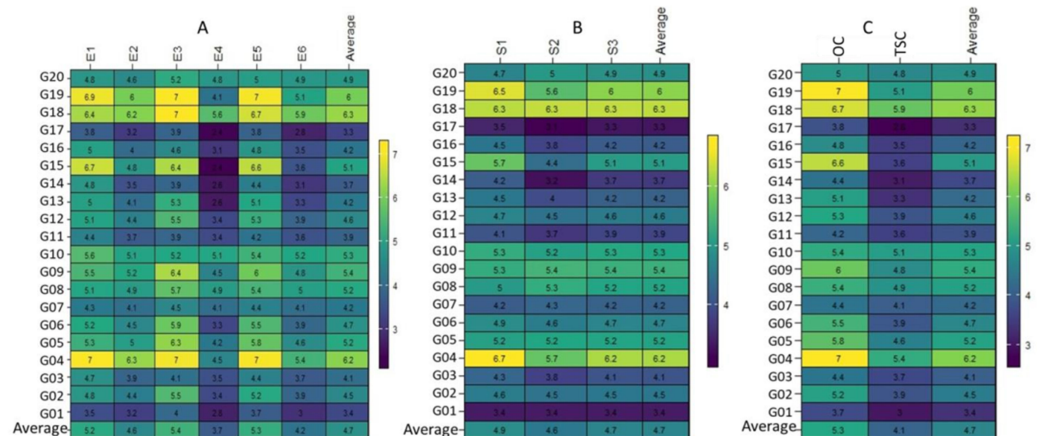 A
E1 E2 E3 E4 E5 E6 Average
G20 4.8 4.6 5.2 4.8 5 4.9 4.9
G19 6.9 6 7 4.1 7 5.1 6
G18 6.4 6.2 7 5.6 6.7 5.9 6.3
G17 3.8 3.2 3.9 3.8 2.8 3.3
G16 5 4 4.6 3.1 4.8 3.5 4.2
G15 6.7 4.8 6.4 6.6 3.6 5.1
G14 4.8 3.5 3.9 2.8 4.4 3.1 3.7
G13 5 4.1 5.3 2.8 5.1 3.3 4.2
G12 5.1 4.4 5.5 3.4 5.3 3.9 4.6
G11 4.4 3.7 3.9 3.4 4.2 3.6 3.9
G10 5.6 5.1 5.2 5.1 5.4 5.2 5.3
G09 5.5 5.2 6.4 4.5 6 4.8 5.4
G08 5.1 4.9 5.7 4.9 5.4 5 5.2
G07 4.3 4.1 4.5 4.1 4.4 4.1 4.2
G06 5.2 4.5 5.9 3.3 5.5 3.9 4.7
G05 5.3 5 6.3 4.2 5.8 4.6 5.2
G04 7 6.3 7 4.5 7 5.4 6.2
G03 4.7 3.9 4.1 3.5 4.4 3.7 4.1
G02 4.8 4.4 5.5 3.4 5.2 3.9 4.5
G01 3.5 3.2 4 2.8 3.7 3 3.4
Average 5.2 4.6 5.4 3.7 5.3 4.2 4.7
7
6
5
4
3
B
S1 S2 S3 Average
G20 4.7 5 4.9 4.9
G19 6.5 5.6 6 6
G18 6.3 6.3 6.3 6.3
G17 3.5 3.3 3.3
G16 4.5 3.8 4.2 4.2
G15 5.7 4.4 5.1 5.1
G14 4.2 3.2 3.7 3.7
G13 4.5 4 4.2 4.2
G12 4.7 4.5 4.6 4.6
G11 4.1 3.7 3.9 3.9
G10 5.3 5.2 5.3 5.3
G09 5.3 5.4 5.4 5.4
G08 5 5.3 5.2 5.2
G07 4.2 4.3 4.2 4.2
G06 4.9 4.6 4.7 4.7
G05 5.2 5.2 5.2 5.2
G04 6.7 5.7 6.2 6.2
G03 4.3 3.8 4.1 4.1
G02 4.6 4.5 4.5 4.5
G01 3.4 3.4 3.4 3.4
Average 4.9 4.6 4.7 4.7
6
5
4
C
OC TSC Average
G20 5 4.8 4.9
G19 7 5.1 6
G18 6.7 5.9 6.3
G17 3.8 3.3
G16 4.8 3.5 4.2
G15 6.6 3.6 5.1
G14 4.4 3.1 3.7
G13 5.1 3.3 4.2
G12 5.3 3.9 4.6
G11 4.2 3.6 3.9
G10 5.4 5.1 5.3
G09 6 4.8 5.4
G08 5.4 4.9 5.2
G07 4.4 4.1 4.2
G06 5.5 3.9 4.7
G05 5.8 4.6 5.2
G04 7 5.4 6.2
G03 4.4 3.7 4.1
G02 5.2 3.9 4.5
G01 3.7 3 3.4
Average 5.3 4.1 4.7
7
6
5
4
3